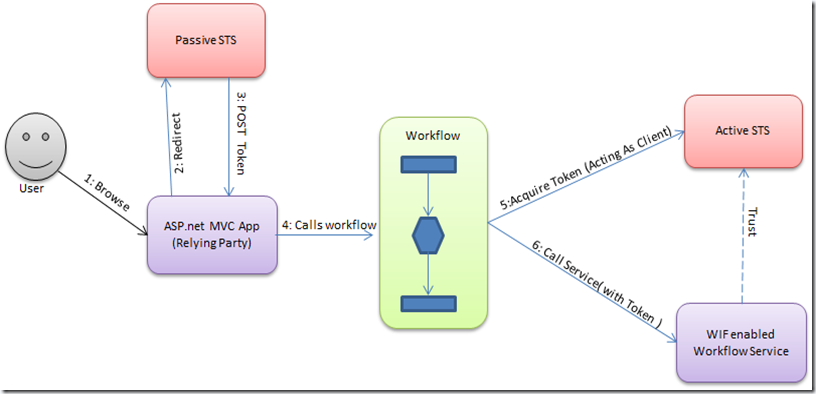 Passive STS
2: Redirect
3: POST Token
User
1: Browse
ASP.net MVC App
(Relying Party)
4: Calls workflow
Workflow
5:Acquire Token (Acting As Client)
6: Call Service( with Token )
Active STS
Trust
WIF enabled
Workflow Service